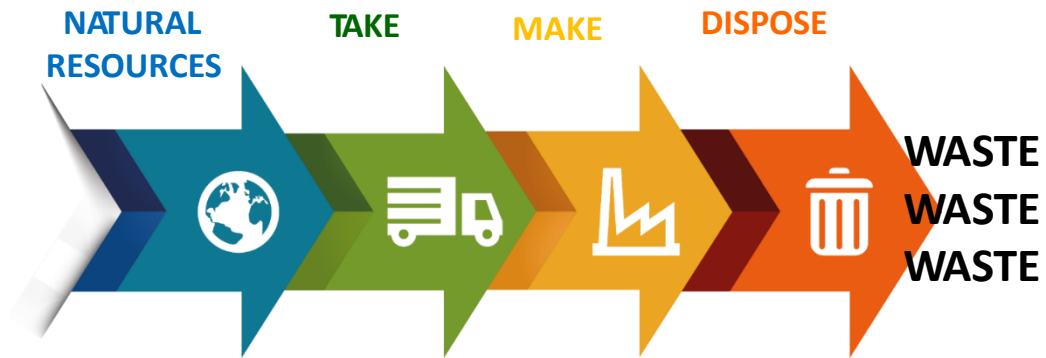 NATURAL
RESOURCES
TAKE
MAKE
DISPOSE
WASTE
WASTE
WASTE